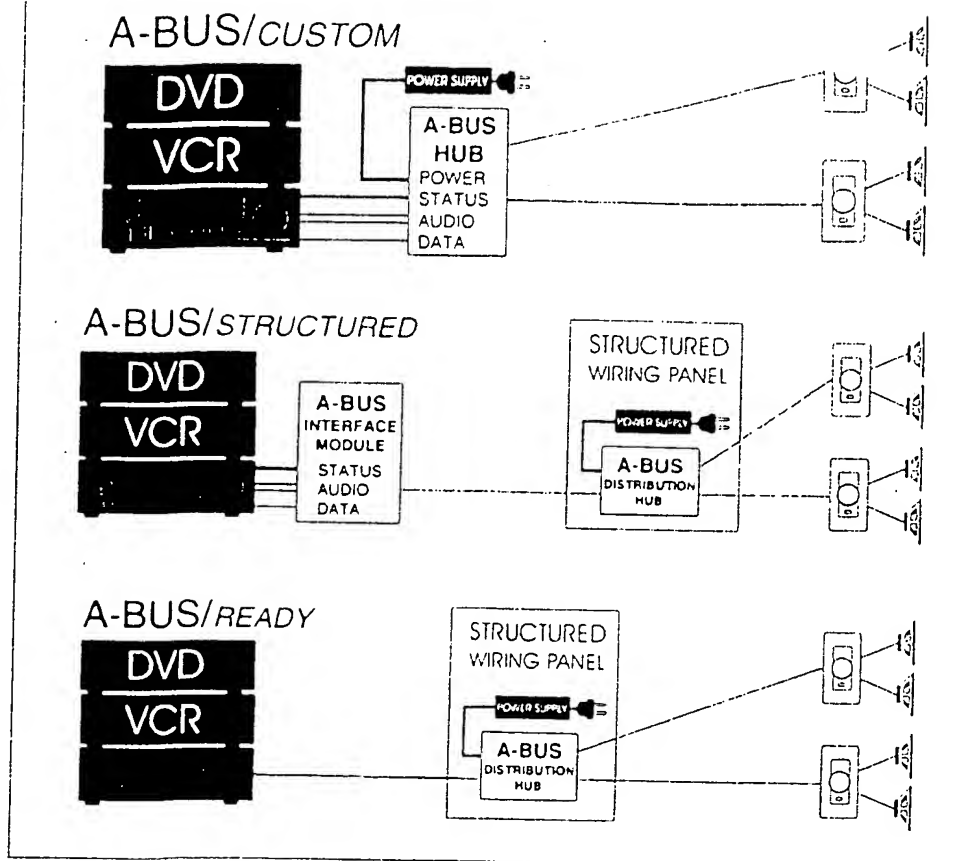 A-BUS/CUSTOM
DVD
VCR
POWER SUPPLY
A-BUS
HUB
POWER
STATUS
AUDIO
DATA
A-BUS/STRUCTURED
DVD
VCR
A-BUS
INTERFACE
MODULE
STATUS
AUDIO
DATA
STRUCTURED
WIRING PANEL
POWER SUPPLY
A-BUS
DISTRIBUTION
HUB
A-BUS/READY
DVD
VCR
STRUCTURED
WIRING PANEL
POWER SUPPLY
A-BUS
DISTRIBUTION
HUB